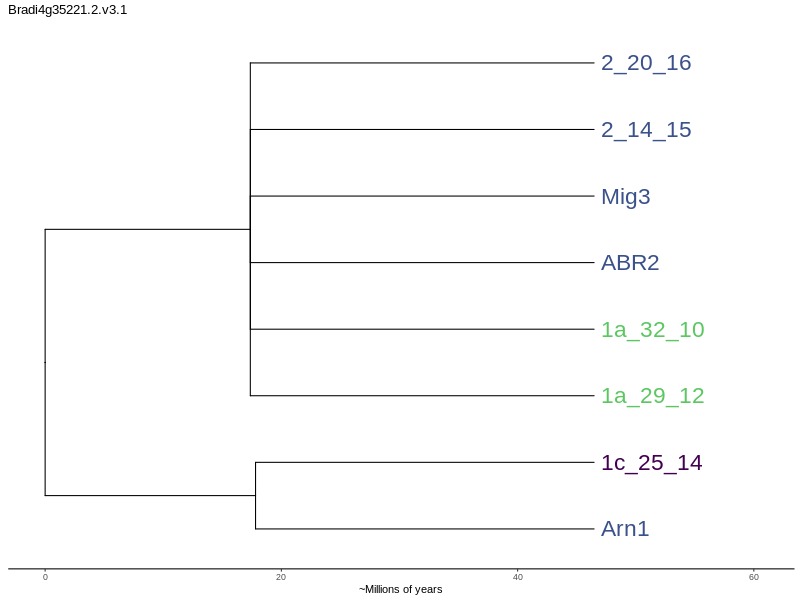 Bradi4g35221.2.v3.1
2_20_16
2_14_15
Mig3
ABR2
1a_32_10
1a_29_12
1c_25_14
Arn1
0 20 40 60
~Millions of years